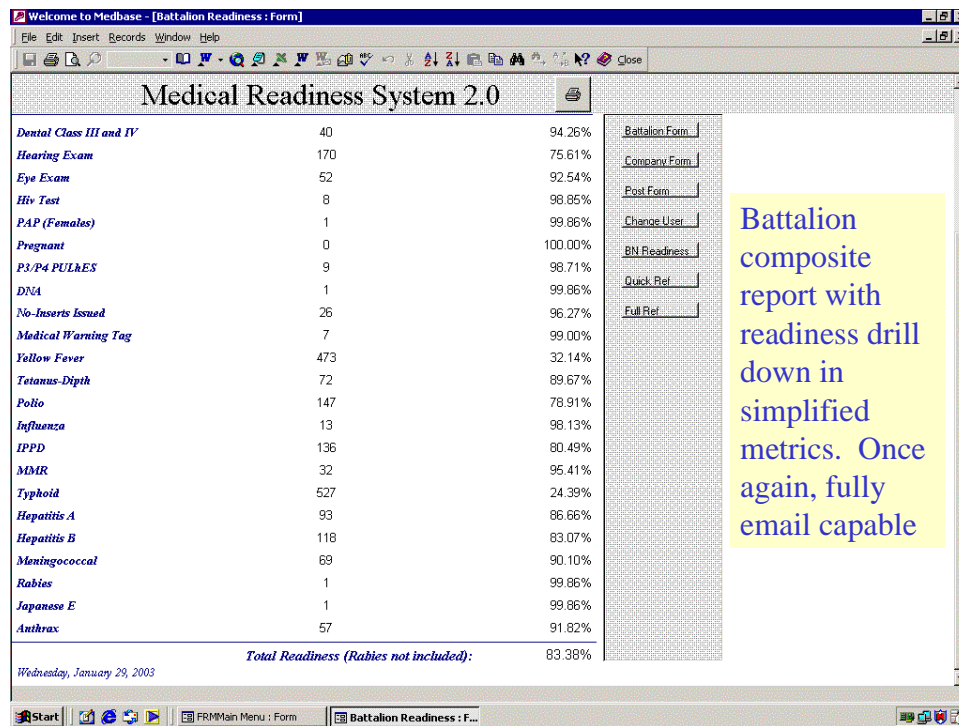 Welcome to Medbase - [Battalion Readiness : Form]
File Edit Insert Records Window Help
Close
Medical Readiness System 2.0
Dental Class III and IV 40 94.26%
Hearing Exam 170 75.61%
Eye Exam 52 92.54%
Hiv Test 8 98.85%
PAP (Females) 1 99.86%
Pregnant 0 100.00%
P3/P4 PULhES 9 98.71%
DNA 1 99.86%
No-Inserts Issued 26 96.27%
Medical Warning Tag 7 99.00%
Yellow Fever 473 32.14%
Tetanus-Dipth 72 89.67%
Polio 147 78.91%
Influenza 13 98.13%
IPPD 136 80.49%
MMR 32 95.41%
Typhoid 527 24.39%
Hepatitis A 93 86.66%
Hepatitis B 118 83.07%
Meningococcal 69 90.10%
Rabies 1 99.86%
Japanese E 1 99.86%
Anthrax 57 91.82%
Total Readiness (Rabies not included): 83.38%
Wednesday, January 29, 2003
Battalion Form
Company Form
Post Form
Change User
BN Readiness
Quick Ref
Full Ref
Battalion
composite
report with
readiness drill
down in
simplified
metrics. Once
again, fully
email capable
Start FRMMain Menu : Form Battalion Readiness : F...